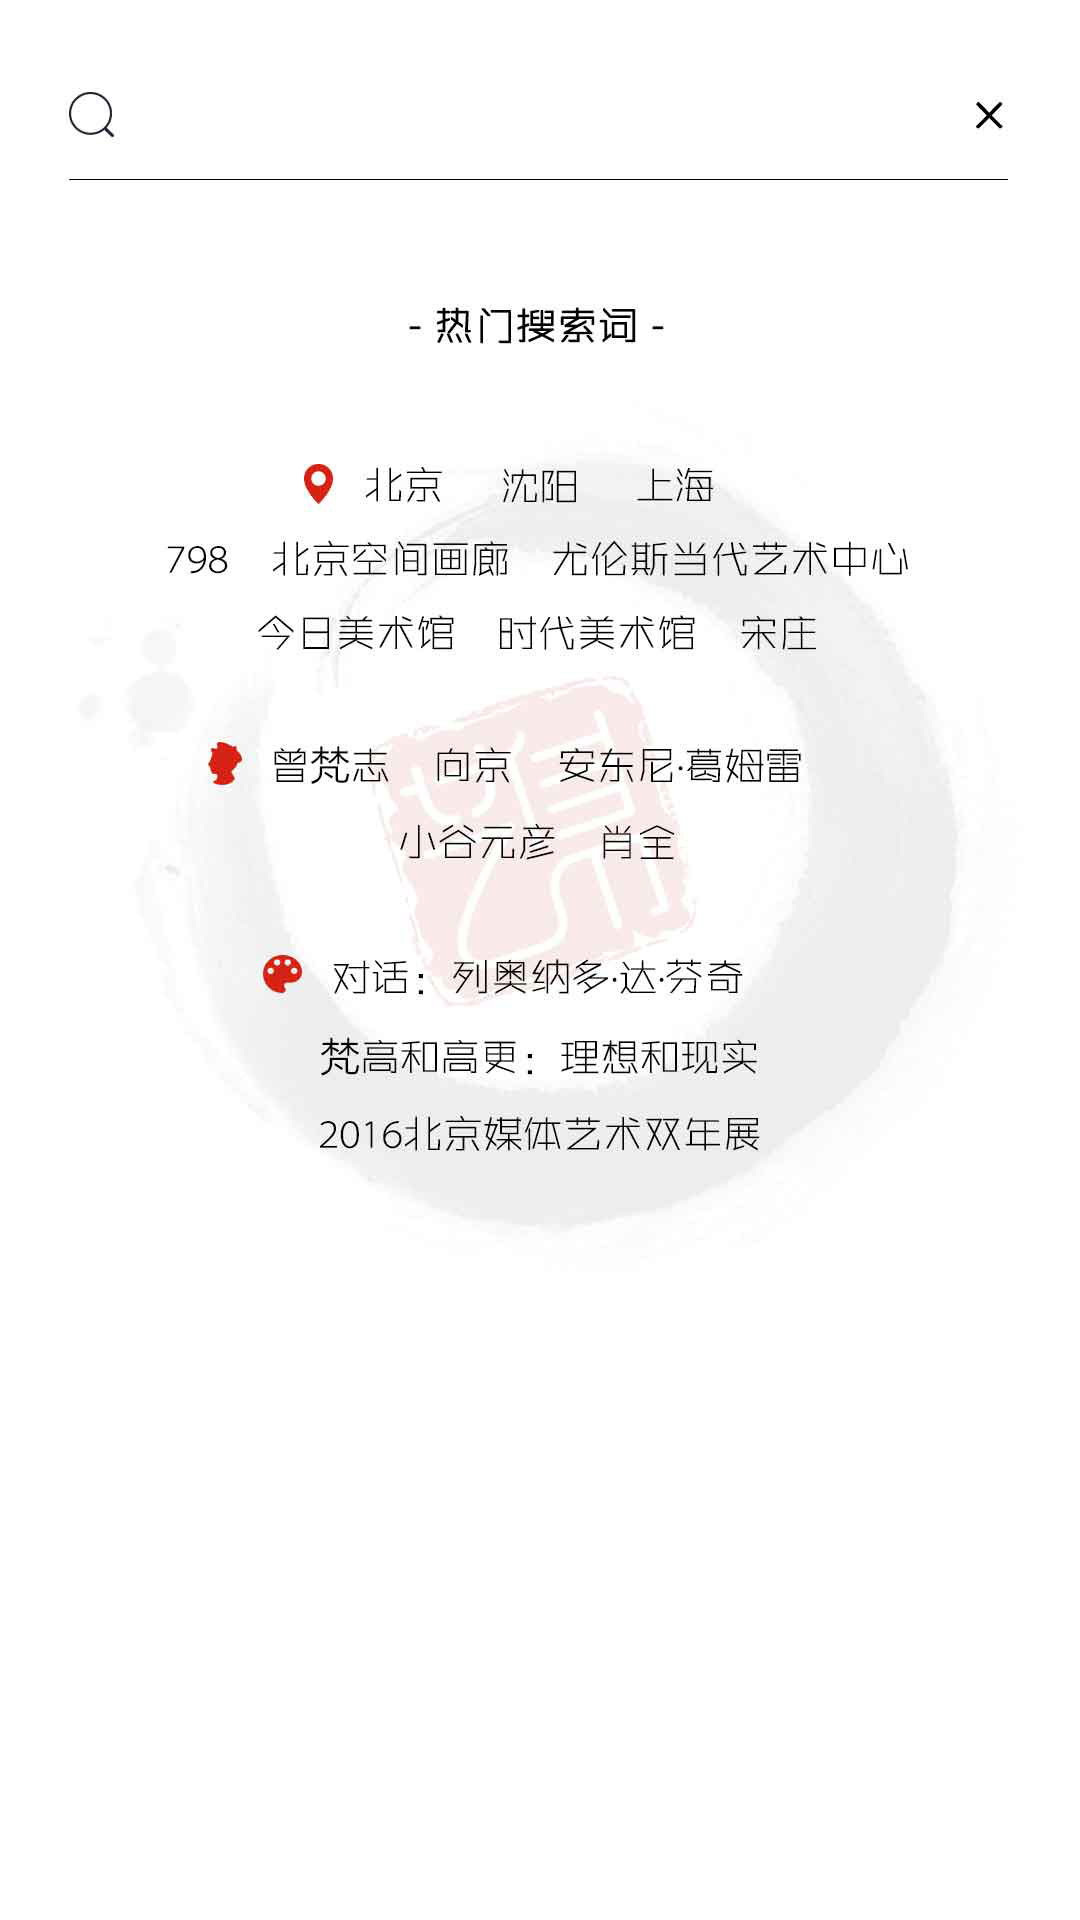 - 热门搜索词 -
北京 沈阳 上海
798 北京空间画廊 尤伦斯当代艺术中心
今日美术馆 时代美术馆 宋庄
曾梵志 向京 安东尼·葛姆雷
小谷元彦 肖全
对话：列奥纳多·达·芬奇
梵高和高更：理想和现实
2016北京媒体艺术双年展